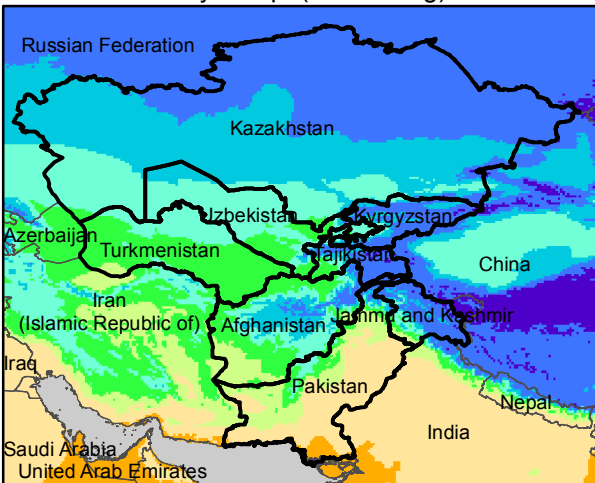 Russian Federation
Kazakhstan
Izbekistan
Kyrgyzstan
Azerbaijan
Turkmenistan
Tajikistan
China
Iran
(Islamic Republic of)
Afghanistan
Jammu and Kashmir
Iraq
Pakistan
Nepal
India
Saudi Arabia
United Arab Emirates